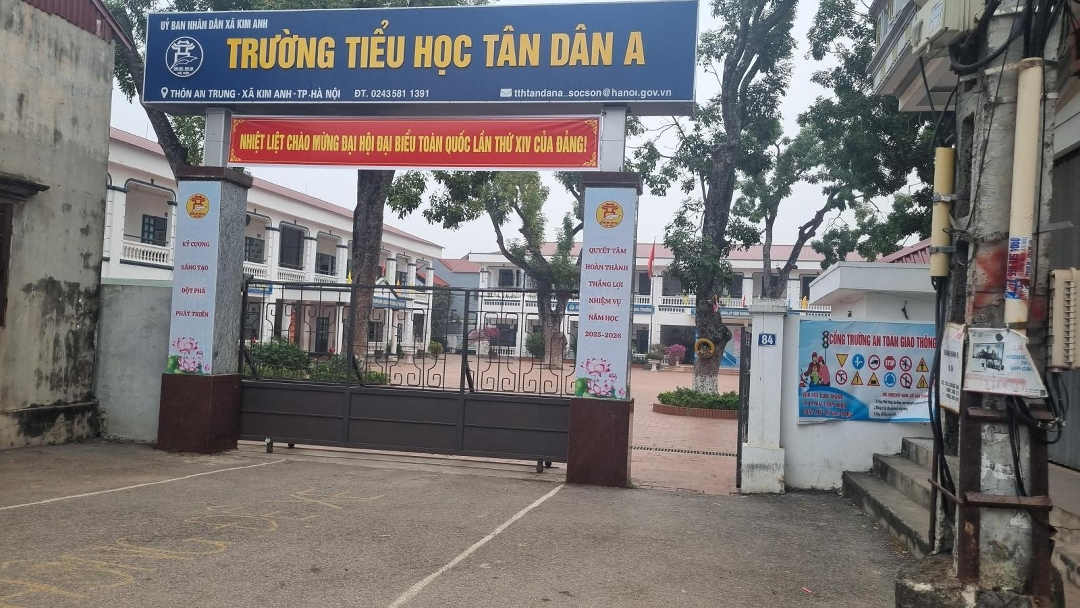 UỶ BAN NHÂN DÂN XÃ KIM ANH
TRƯỜNG TIỂU HỌC TÂN DÂN A
THÔN AN TRUNG - XÃ KIM ANH - TP HÀ NỘI ĐT. 0243 581 1391 tthtandana_socson@hanoi.gov.vn
NHIỆT LIỆT CHÀO MỪNG ĐẠI HỘI ĐẠI BIỂU TOÀN QUỐC LẦN THỨ XIV CỦA ĐẢNG!
KỶ CƯƠNG
SÁNG TẠO
ĐỘT PHÁ
PHÁT TRIỂN
QUYẾT TÂM
HOÀN THÀNH
THẮNG LỢI
NHIỆM VỤ
NĂM HỌC
2025-2026
84
CỔNG TRƯỜNG AN TOÀN GIAO THÔNG
STOP